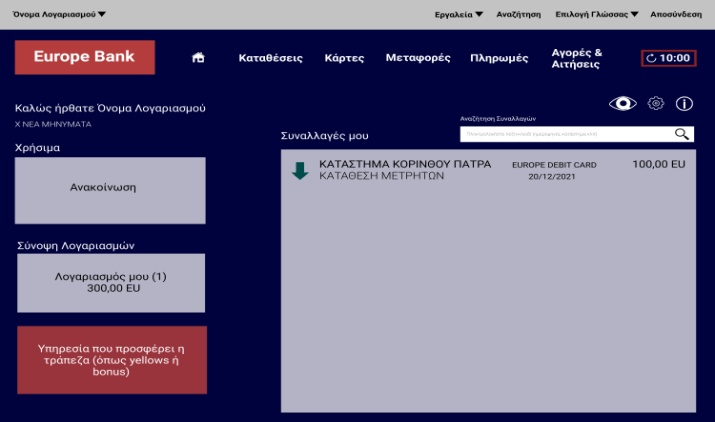 Όνομα Λογαριασμού
Εργαλεία Αναζήτηση Επιλογή Γλώσσας Αποσύνδεση
Europe Bank
Καταθέσεις Κάρτες Μεταφορές Πληρωμές Αγορές &
Αιτήσεις
10:00
Καλώς ήρθατε Όνομα Λογαριασμού
Χ ΝΕΑ ΜΗΝΥΜΑΤΑ
Χρήσιμα
Ανακοίνωση
Σύνοψη Λογαριασμών
Λογαριασμός μου (1)
300,00 EU
Υπηρεσία που προσφέρει η
τράπεζα (όπως yellows ή
bonus)
Αναζήτηση Συναλλαγών
Συναλλαγές μου
ΚΑΤΑΣΤΗΜΑ ΚΟΡΙΝΘΟΥ ΠΑΤΡΑ
ΚΑΤΑΘΕΣΗ ΜΕΤΡΗΤΩΝ
EUROPE DEBIT CARD
20/12/2021
100,00 EU